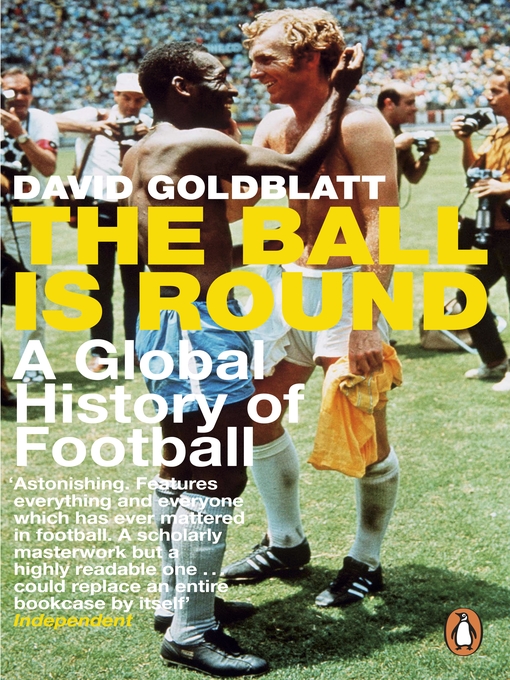 DAVID GOLDBLATT
THE BALL
IS ROUND
A Global
History of
Football
‘Astonishing. Features
everything and everyone
which has ever mattered
in football. A scholarly
masterwork but a
highly readable one . . .
could replace an entire
bookcase by itself’
Independent